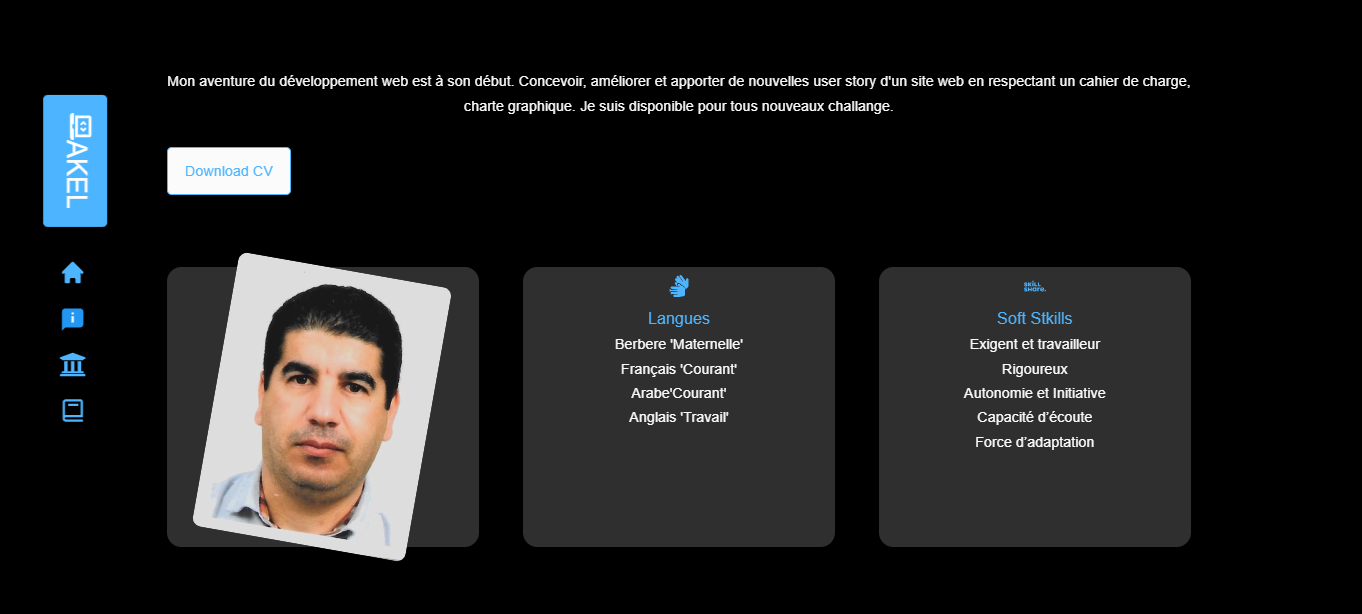 Mon aventure du développement web est à son début. Concevoir, améliorer et apporter de nouvelles user story d'un site web en respectant un cahier de charge,
charte graphique. Je suis disponible pour tous nouveaux challange.
AKEL
Download CV
Langues
Berbere 'Maternelle'
Français 'Courant'
Arabe'Courant'
Anglais 'Travail'
SKILL
SHARE.
Soft Stkills
Exigent et travailleur
Rigoureux
Autonomie et Initiative
Capacité d’écoute
Force d’adaptation